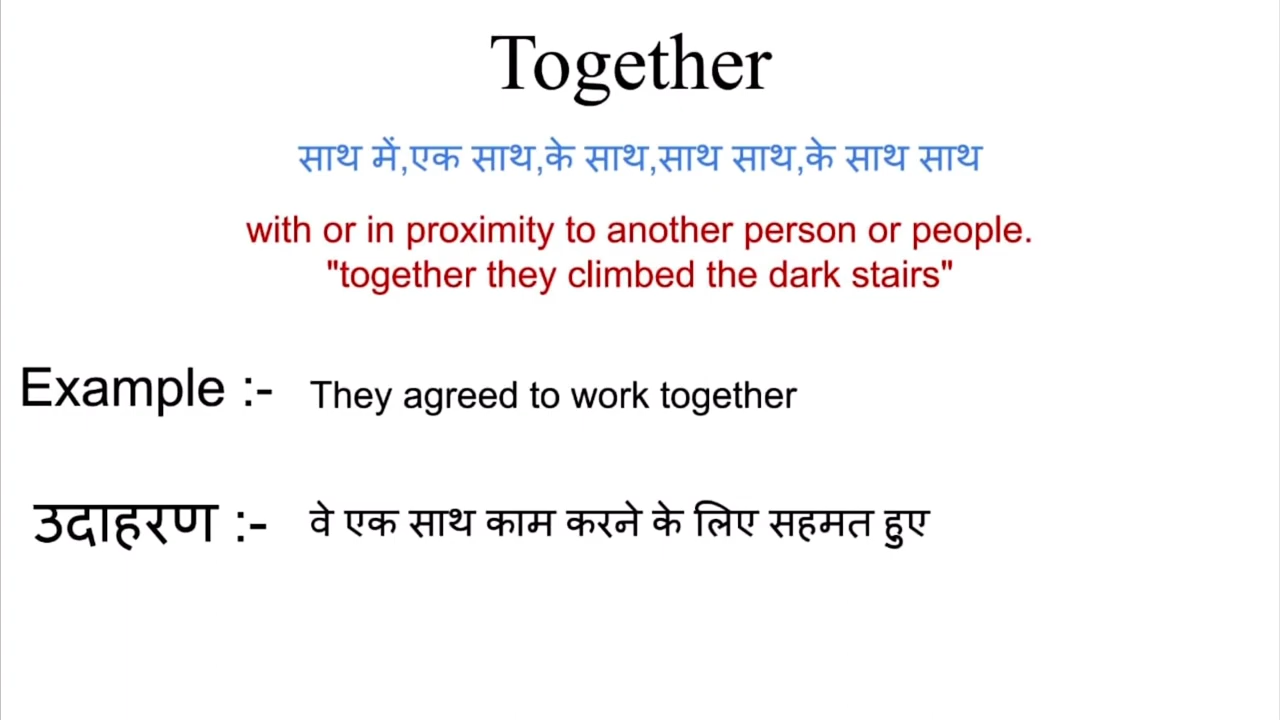 Together
साथ में,एक साथ,के साथ,साथ साथ,के साथ साथ
with or in proximity to another person or people.
"together they climbed the dark stairs"
Example :- They agreed to work together
उदाहरण :- वे एक साथ काम करने के लिए सहमत हुए